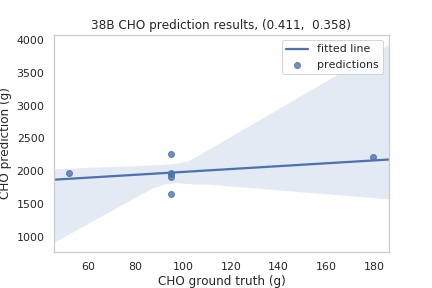 38B CHO prediction results, (0.411,  0.358)
4000
3500
3000
2500
2000
1500
1000
CHO prediction (g)
fitted line
predictions
60 80 100 120 140 160 180
CHO ground truth (g)